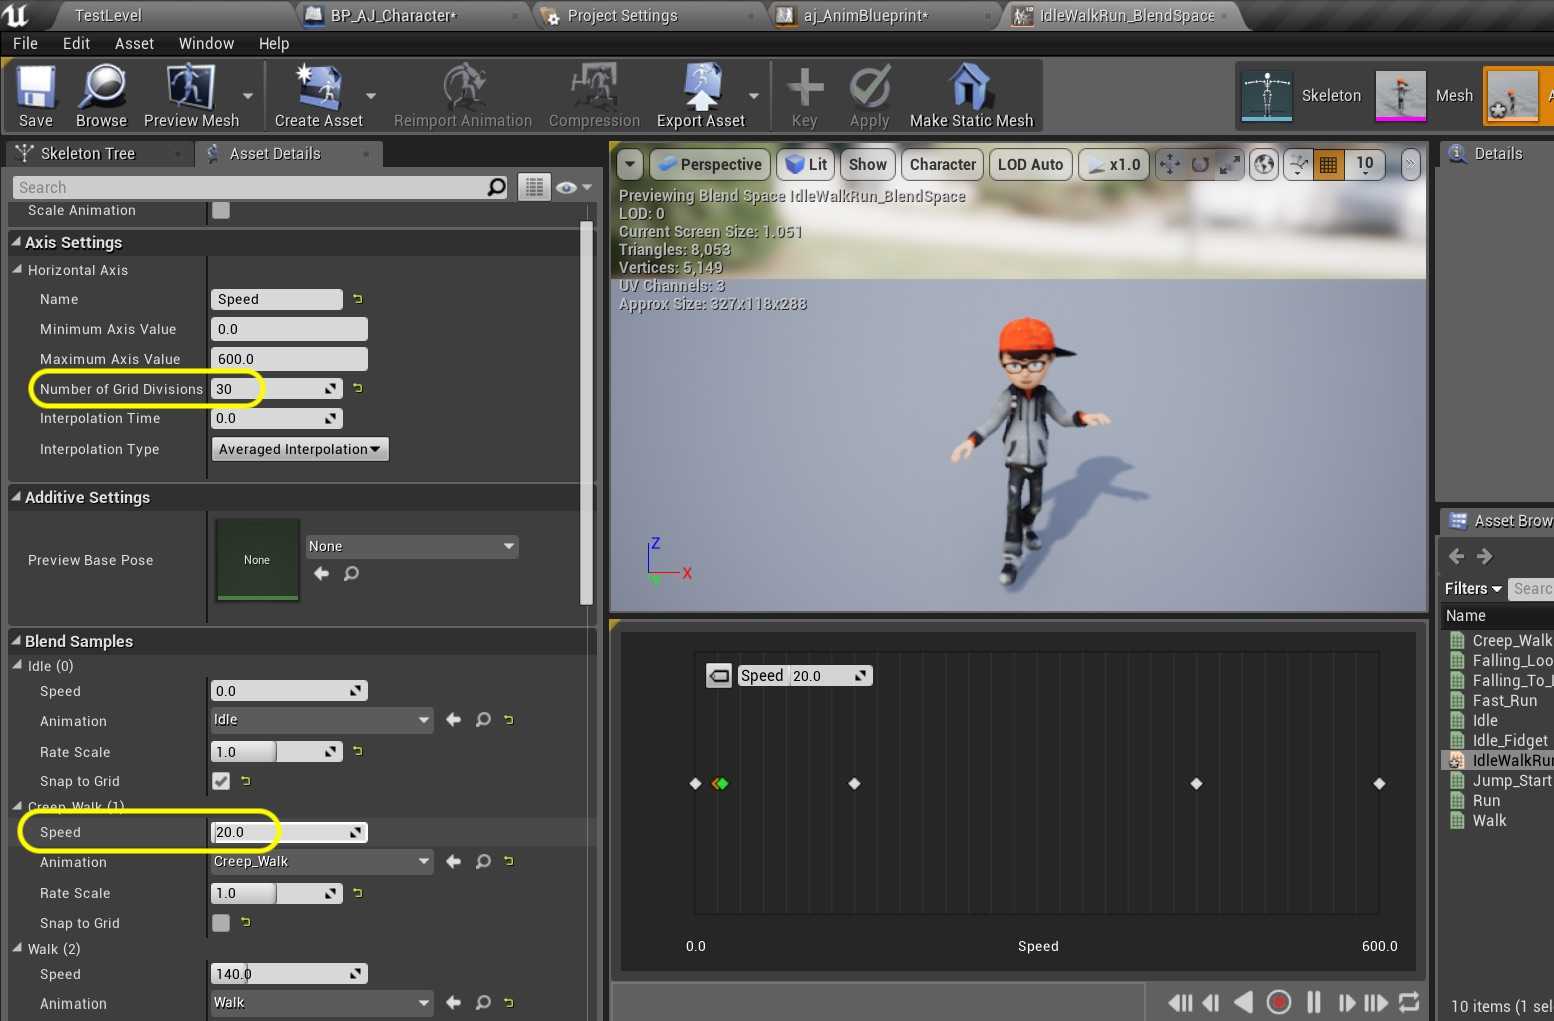 TestLevel
BP_AJ_Character*
Project Settings
aj_AnimBlueprint*
IdleWalkRun_BlendSpace
File Edit Asset Window Help
Save
Browse
Preview Mesh
Create Asset
Reimport Animation
Compression
Export Asset
Key
Apply
Make Static Mesh
Skeleton
Mesh
A
Skeleton Tree
Asset Details
Search
Scale Animation
Axis Settings
Horizontal Axis
Name Speed
Minimum Axis Value 0.0
Maximum Axis Value 600.0
Number of Grid Divisions 30
Interpolation Time 0.0
Interpolation Type Averaged Interpolation
Additive Settings
Preview Base Pose None None
Blend Samples
Idle (0)
Speed 0.0
Animation Idle
Rate Scale 1.0
Snap to Grid
Creep_Walk (1)
Speed 20.0
Animation Creep_Walk
Rate Scale 1.0
Snap to Grid
Walk (2)
Speed 140.0
Animation Walk
Perspective Lit Show Character LOD Auto x1.0 10
Previewing Blend Space IdleWalkRun_BlendSpace
LOD: 0
Current Screen Size: 1.051
Triangles: 8,053
Vertices: 5,149
UV Channels: 3
Approx Size: 327x118x288
Z
X
Speed 20.0
0.0 Speed 600.0
Details
Asset Brow
Filters Searc
Name
Creep_Walk
Falling_Loo
Falling_To_
Fast_Run
Idle
Idle_Fidget
IdleWalkRun
Jump_Start
Run
Walk
10 items (1 sel